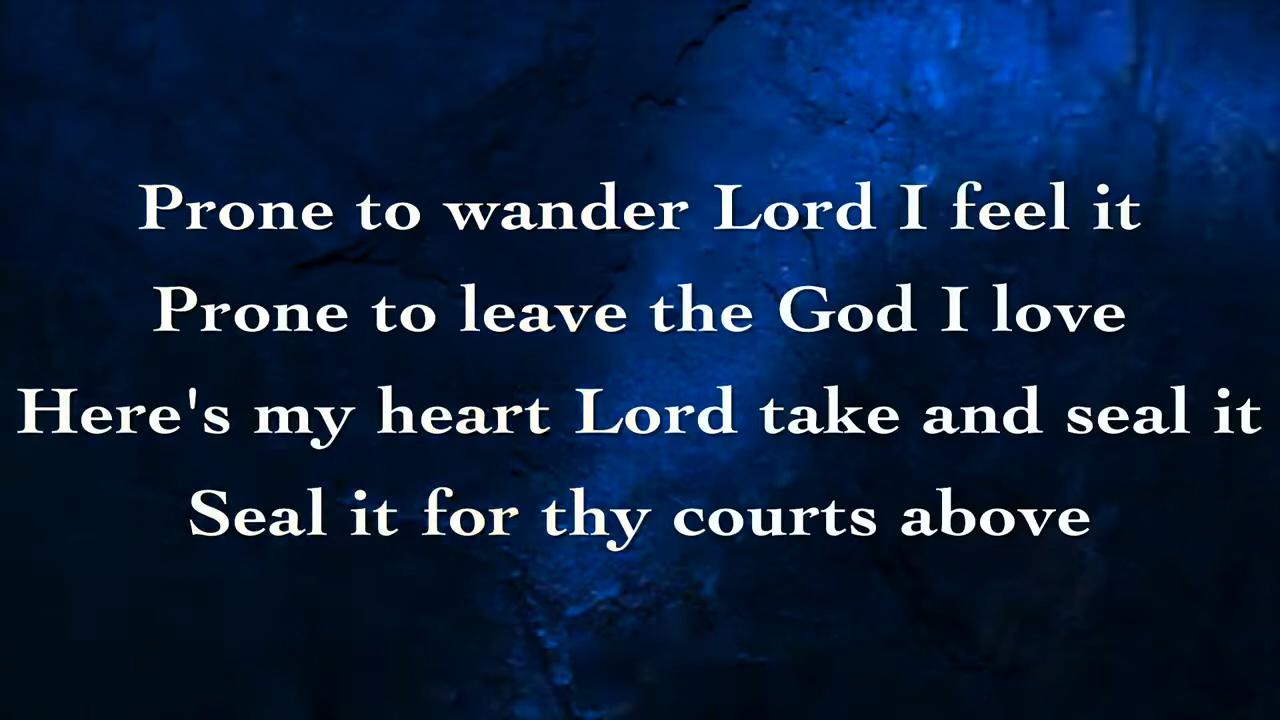 Prone to wander Lord I feel it
Prone to leave the God I love
Here's my heart Lord take and seal it
Seal it for thy courts above